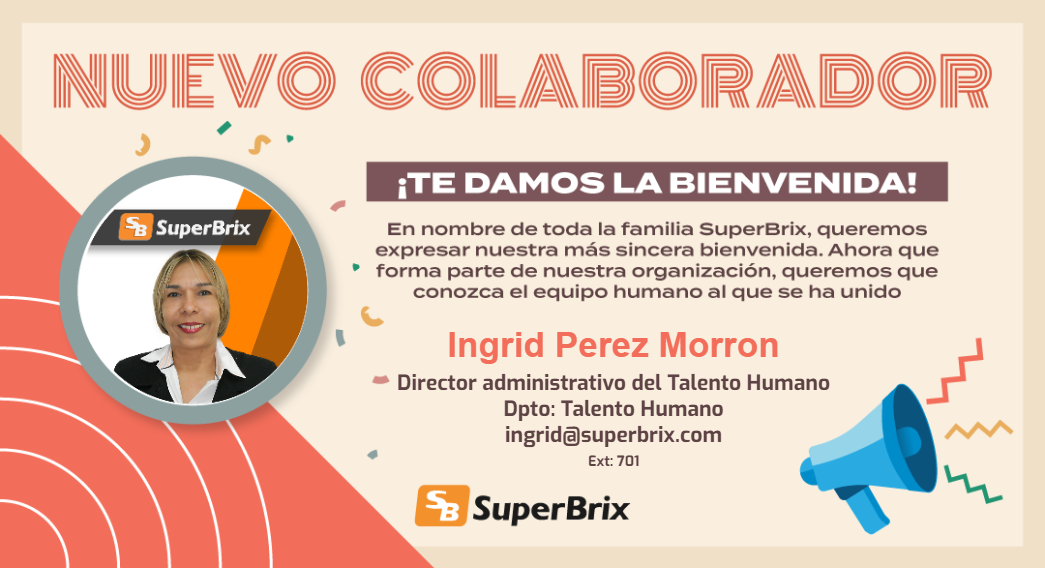 NUEVO COLABORADOR
¡TE DAMOS LA BIENVENIDA!
SB SuperBrix
En nombre de toda la familia SuperBrix, queremos
expresar nuestra más sincera bienvenida. Ahora que
forma parte de nuestra organización, queremos que
conozca el equipo humano al que se ha unido
Ingrid Perez Morron
Director administrativo del Talento Humano
Dpto: Talento Humano
ingrid@superbrix.com
Ext: 701
SB SuperBrix